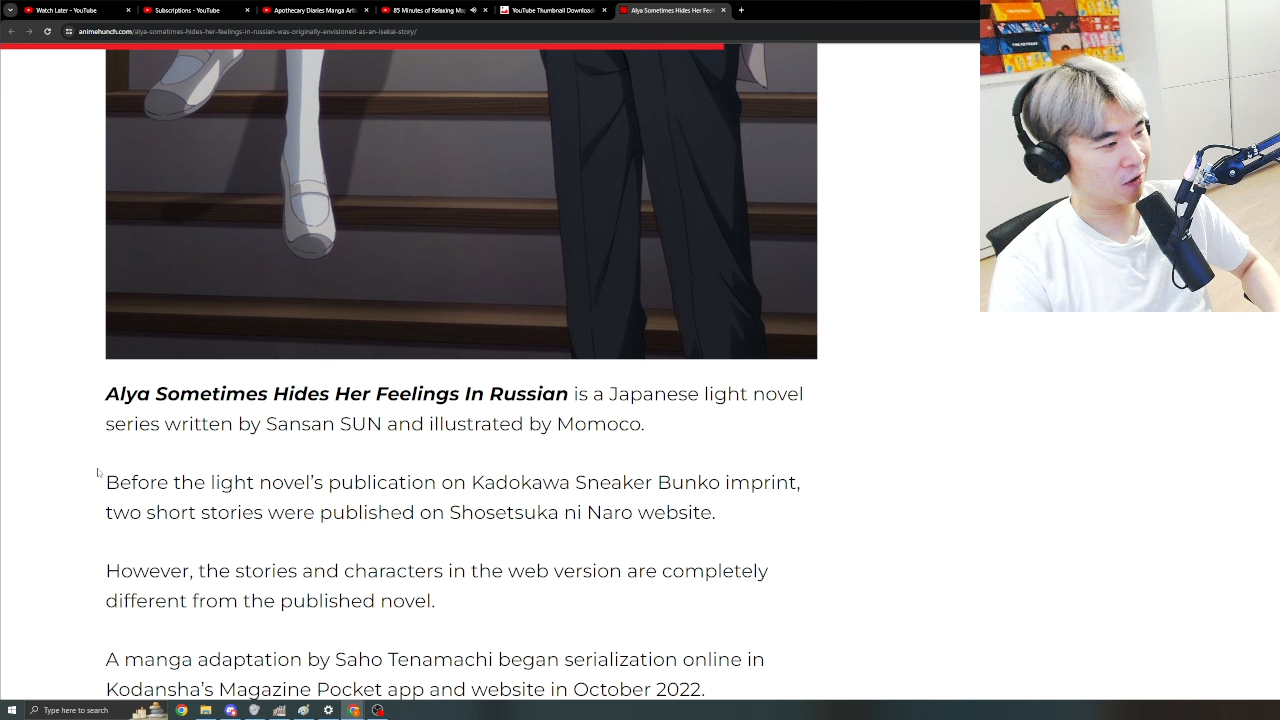 Watch Later - YouTube
Subscriptions - YouTube
Apothecary Diaries Manga Arti
85 Minutes of Relaxing Mu
YouTube Thumbnail Download
Alya Sometimes Hides Her Feel
animehunch.com/alya-sometimes-hides-her-feelings-in-russian-was-originally-envisioned-as-an-isekai-story/
Alya Sometimes Hides Her Feelings In Russian is a Japanese light novel
series written by Sansan SUN and illustrated by Momoco.
Before the light novel's publication on Kadokawa Sneaker Bunko imprint,
two short stories were published on Shosetsuka ni Naro website.
However, the stories and characters in the web version are completely
different from the published novel.
A manga adaptation by Saho Tenamachi began serialization online in
Kodansha's Magazine Pocket app and website in October 2022.
Type here to search